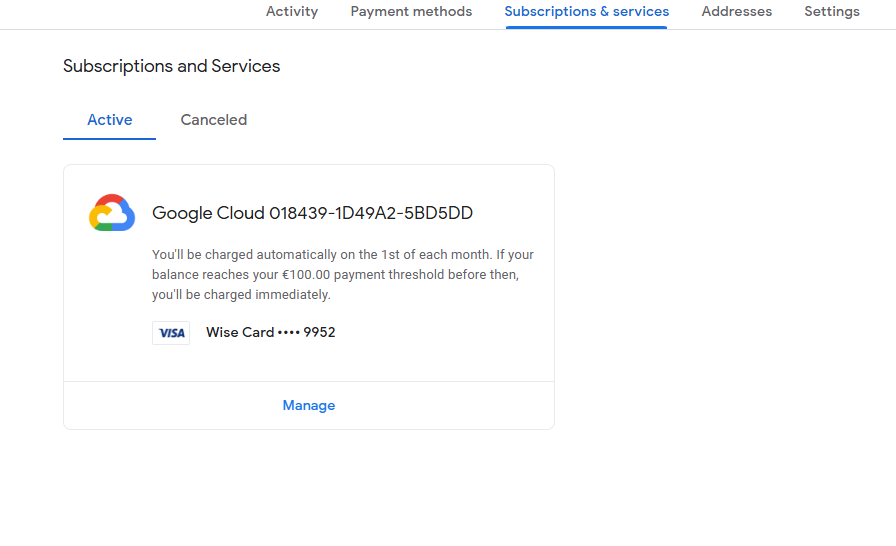 Activity Payment methods Subscriptions & services Addresses Settings
Subscriptions and Services
Active Canceled
Google Cloud 018439-1D49A2-5BD5DD
You'll be charged automatically on the 1st of each month. If your
balance reaches your €100.00 payment threshold before then,
you'll be charged immediately.
VISA Wise Card •••• 9952
Manage